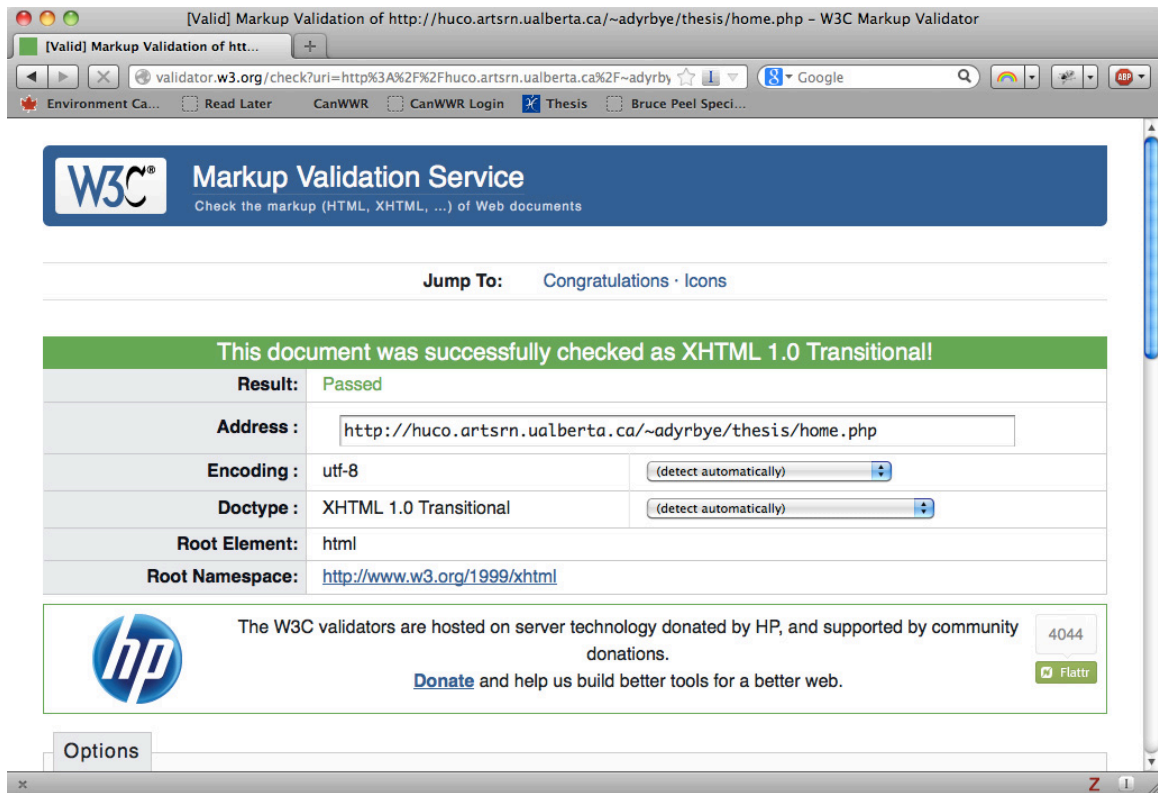 [Valid] Markup Validation of http://huco.artsrn.ualberta.ca/~adyrbye/thesis/home.php – W3C Markup Validator
[Valid] Markup Validation of htt... +
validator.w3.org/check?uri=http%3A%2F%2Fhuco.artsrn.ualberta.ca%2F~adyrby Google ABP
Environment Ca... Read Later CanWWR CanWWR Login Thesis Bruce Peel Speci...
W3C® Markup Validation Service
Check the markup (HTML, XHTML, ...) of Web documents
Jump To: Congratulations · Icons
This document was successfully checked as XHTML 1.0 Transitional!
Result: Passed
Address : http://huco.artsrn.ualberta.ca/~adyrbye/thesis/home.php
Encoding : utf-8 (detect automatically)
Doctype : XHTML 1.0 Transitional (detect automatically)
Root Element: html
Root Namespace: http://www.w3.org/1999/xhtml
hp The W3C validators are hosted on server technology donated by HP, and supported by community
donations.
4044
Donate and help us build better tools for a better web.
Flattr
Options
Z I